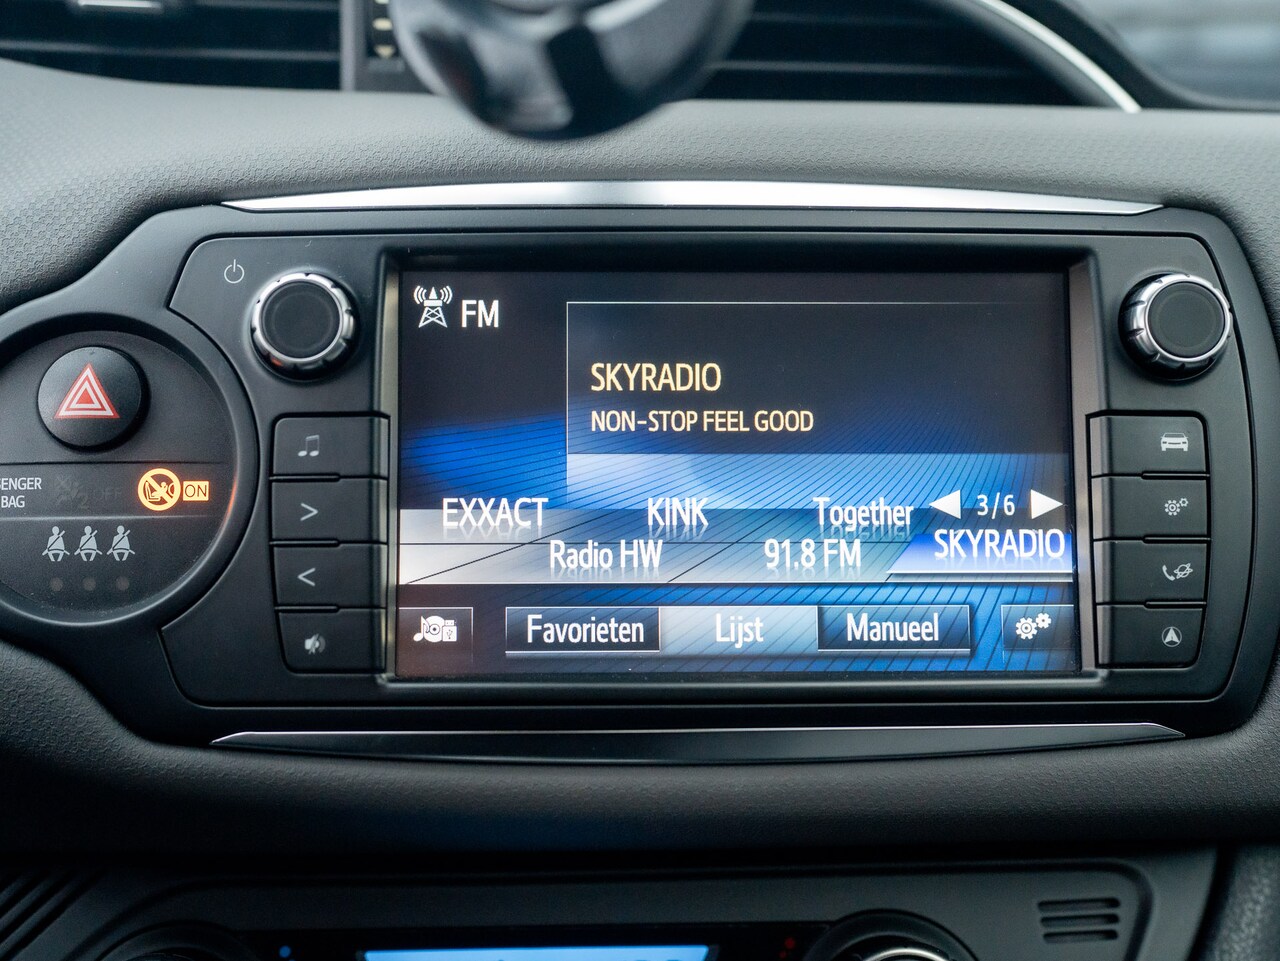 FM
SKYRADIO
NON-STOP FEEL GOOD
EXXACT KINK Together 3/6
Radio HW 91.8 FM SKYRADIO
Favorieten Lijst Manueel
ENGER
BAG
OFF
ON